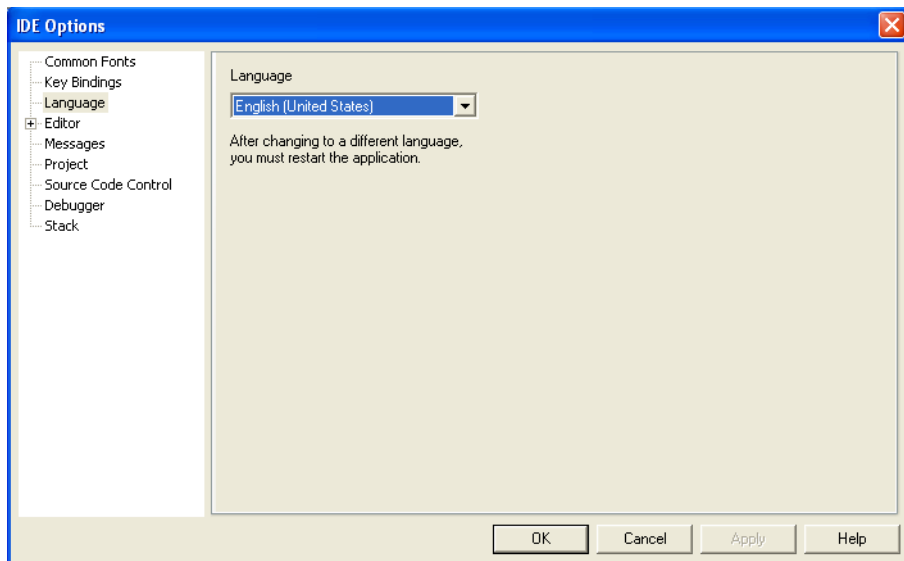 IDE Options
Common Fonts
Key Bindings
Language
Editor
Messages
Project
Source Code Control
Debugger
Stack
Language
English (United States)
After changing to a different language,
you must restart the application.
OK
Cancel
Apply
Help